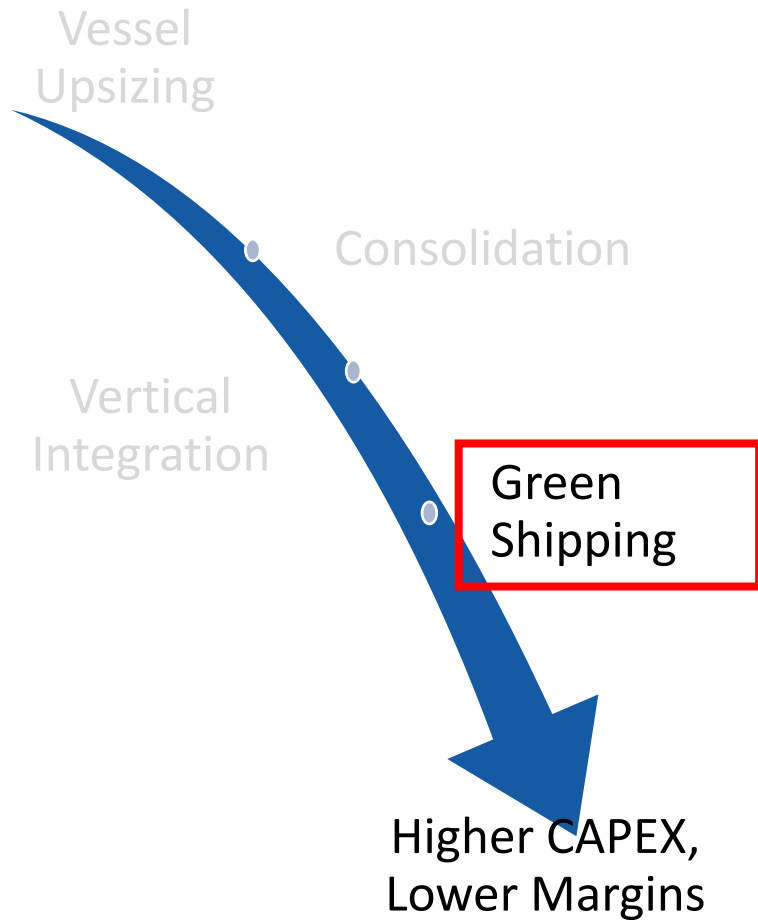 Vessel
Upsizing
Consolidation
Vertical
Integration
Green
Shipping
Higher CAPEX,
Lower Margins